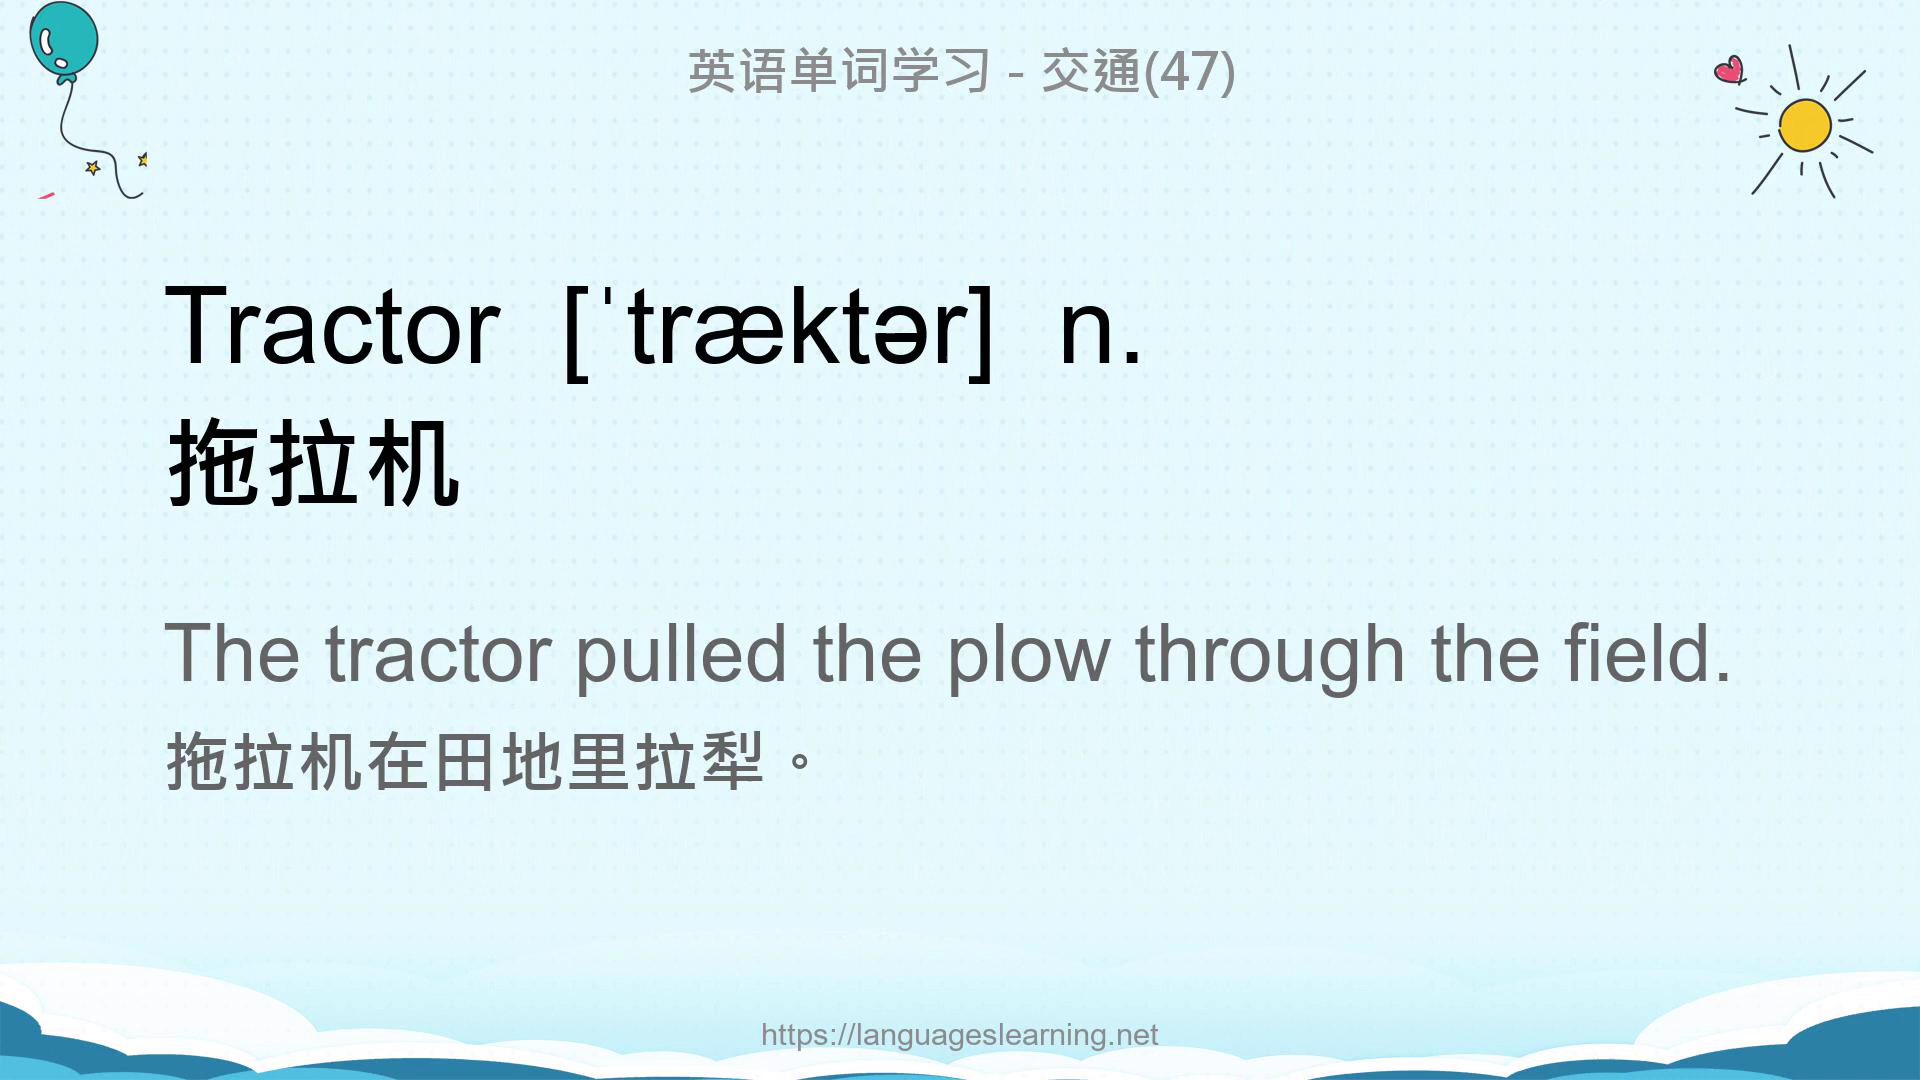 英语单词学习 - 交通(47)
Tractor [ˈtræktər] n.
拖拉机
The tractor pulled the plow through the field.
拖拉机在田地里拉犁。
https://languageslearning.net